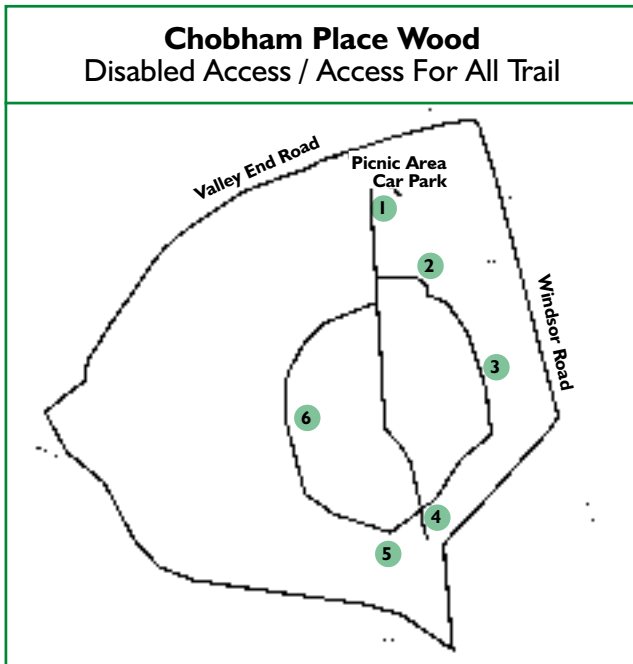 Chobham Place Wood
Disabled Access / Access For All Trail
Valley End Road
Picnic Area
Car Park
1
2
Windsor Road
3
6
4
5